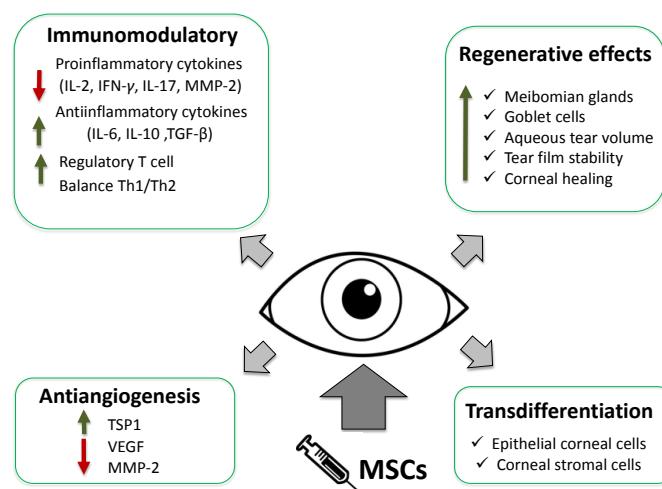 Immunomodulatory
Proinflammatory cytokines
(IL-2, IFN-γ, IL-17, MMP-2)
Antiinflammatory cytokines
(IL-6, IL-10 ,TGF-β)
Regulatory T cell
Balance Th1/Th2
Regenerative effects
✓ Meibomian glands
✓ Goblet cells
✓ Aqueous tear volume
✓ Tear film stability
✓ Corneal healing
Antiangiogenesis
TSP1
VEGF
MMP-2
MSCs
Transdifferentiation
✓ Epithelial corneal cells
✓ Corneal stromal cells